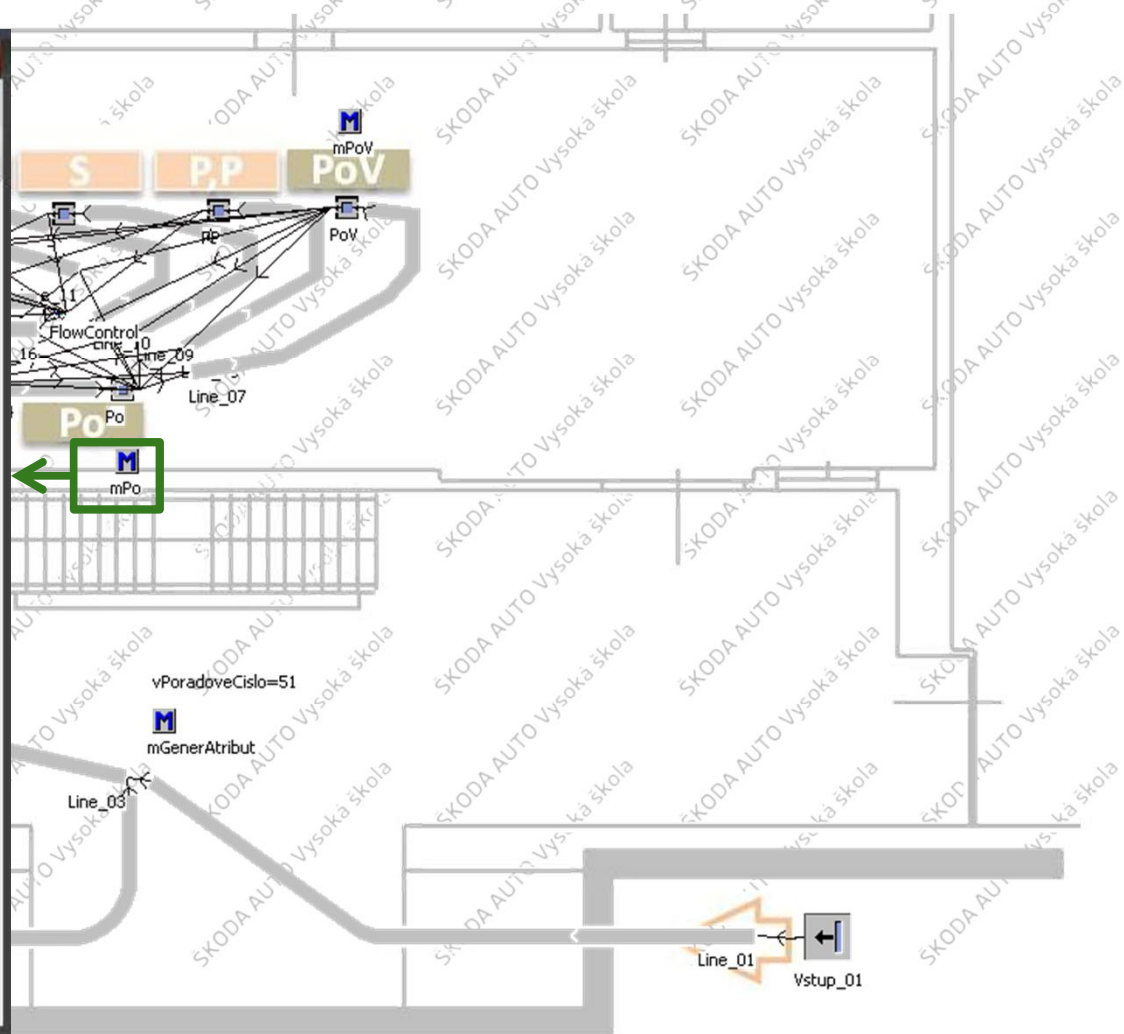 ŠKODA AUTO Vysoká škola
mPoV
S
P,P
PoV
PoV
11
FlowControl
16
Line_07
Po
Po
mPo
vPoradoveCislo=51
mGenerAtribut
Line_03
Line_01
Vstup_01